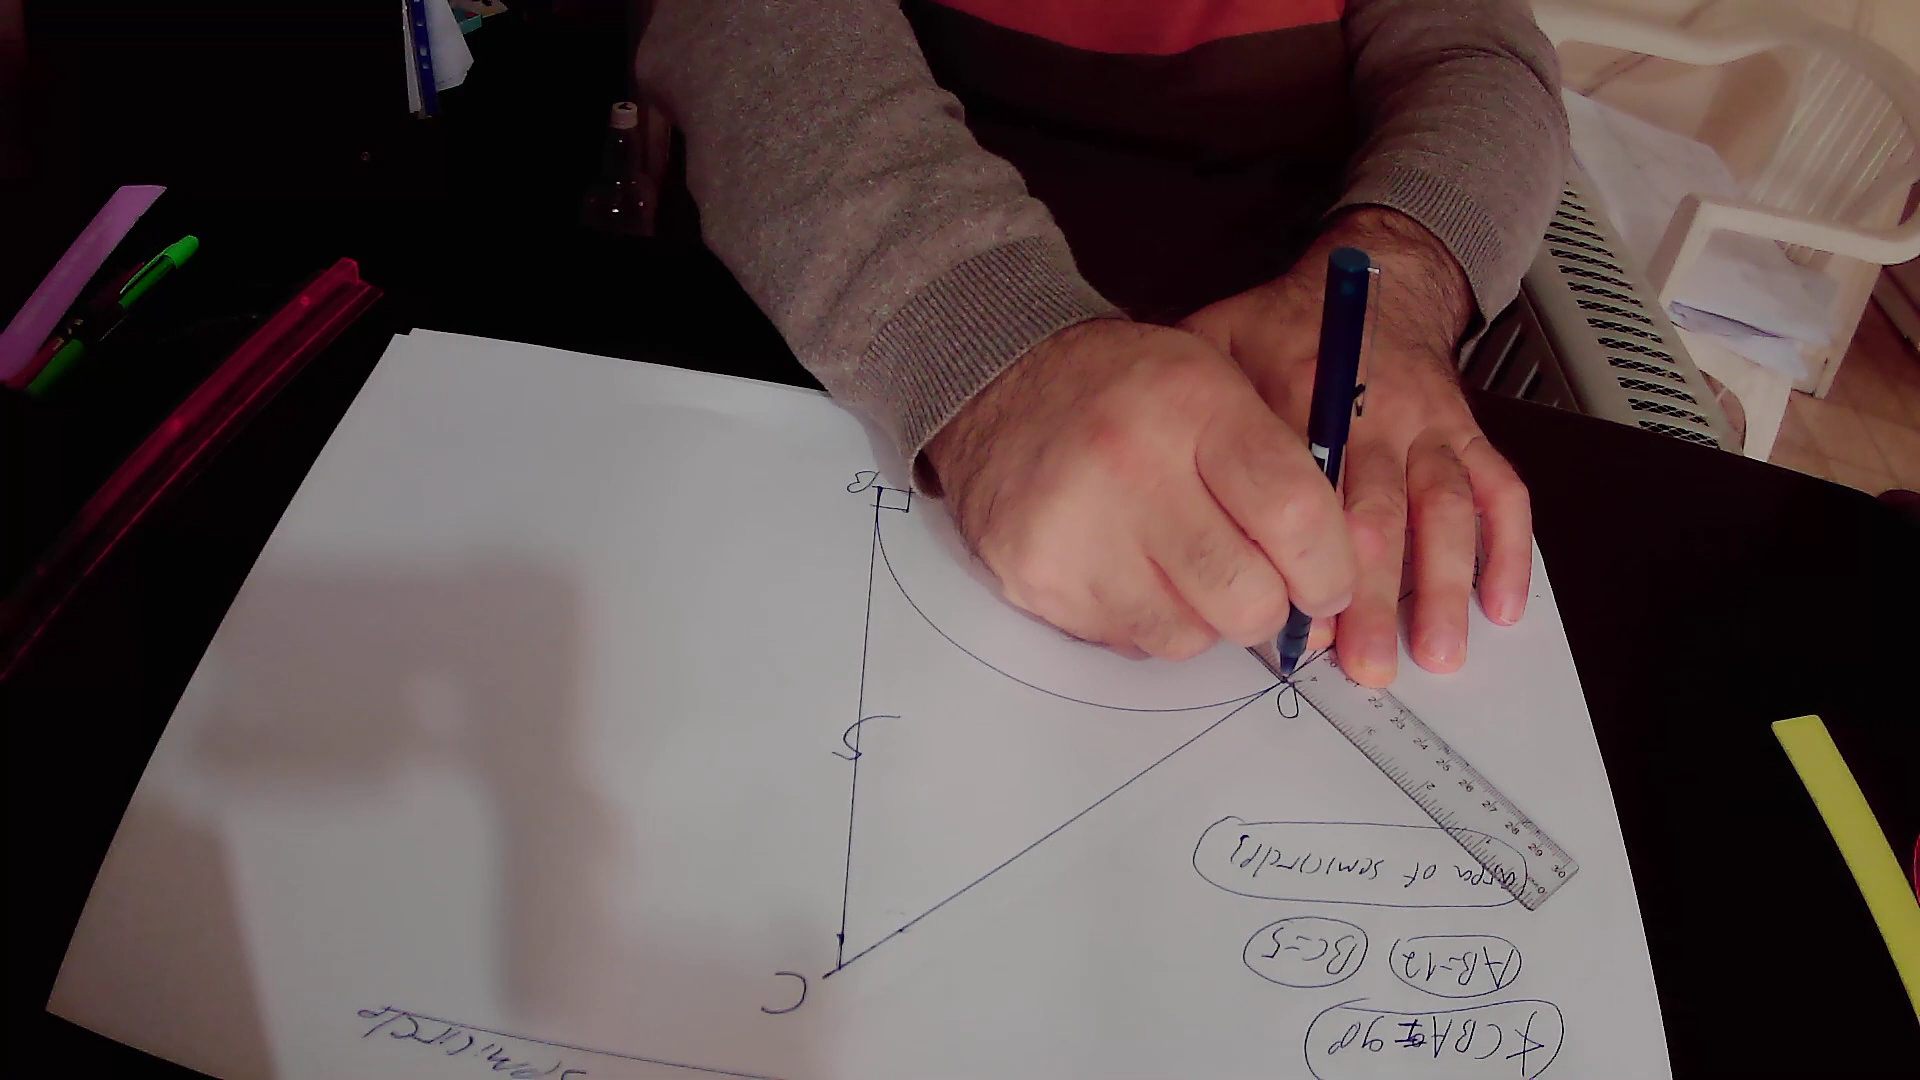 ∡CBA=90°
AB=12 BC=5
area of semicircle;
semicircle
C
5
D
B